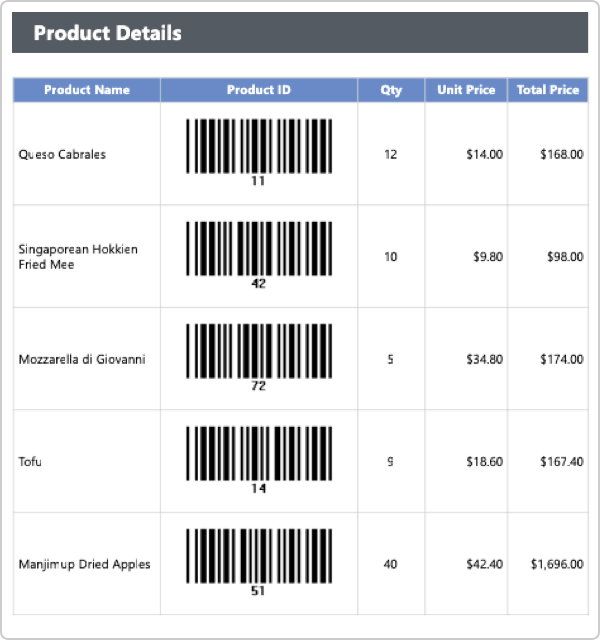 Product Details
Product Name Product ID Qty Unit Price Total Price
Queso Cabrales 12 $14.00 $168.00
11
Singaporean Hokkien
Fried Mee 10 $9.80 $98.00
42
Mozzarella di Giovanni 5 $34.80 $174.00
72
Tofu 9 $18.60 $167.40
14
Manjimup Dried Apples 40 $42.40 $1,696.00
51